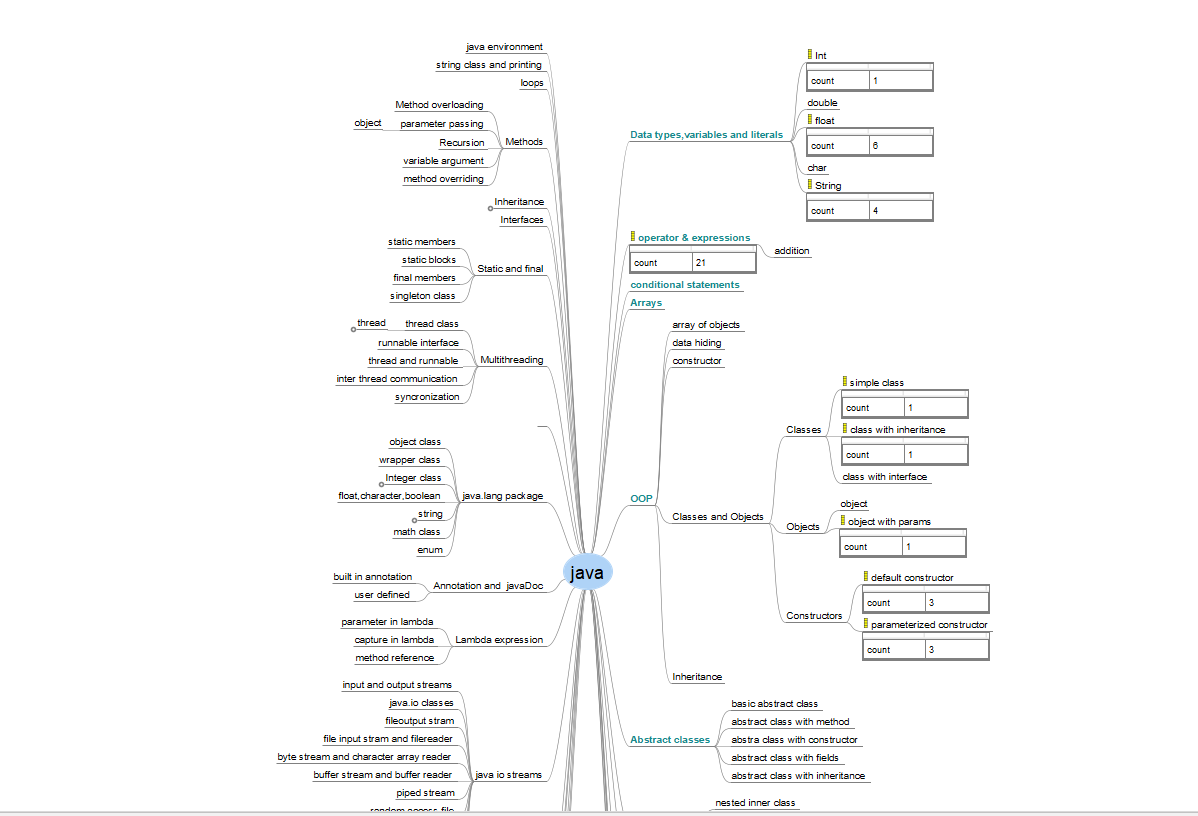 java environment
string class and printing
loops
Method overloading
object
parameter passing
Recursion
Methods
variable argument
method overriding
Inheritance
Interfaces
static members
static blocks
Static and final
final members
singleton class
thread
thread class
runnable interface
thread and runnable
Multithreading
inter thread communication
syncronization
object class
wrapper class
Integer class
float,character,boolean
java.lang package
string
math class
enum
built in annotation
Annotation and javaDoc
user defined
parameter in lambda
capture in lambda
Lambda expression
method reference
input and output streams
java.io classes
fileoutput stram
file input stram and filereader
byte stream and character array reader
buffer stream and buffer reader
java io streams
piped stream
random access file
java
Data types,variables and literals
Int
count 1
double
float
count 6
char
String
count 4
operator & expressions
count 21
addition
conditional statements
Arrays
OOP
array of objects
data hiding
constructor
Classes and Objects
Classes
simple class
count 1
class with inheritance
count 1
class with interface
Objects
object
object with params
count 1
Constructors
default constructor
count 3
parameterized constructor
count 3
Inheritance
Abstract classes
basic abstract class
abstract class with method
abstra class with constructor
abstract class with fields
abstract class with inheritance
nested inner class